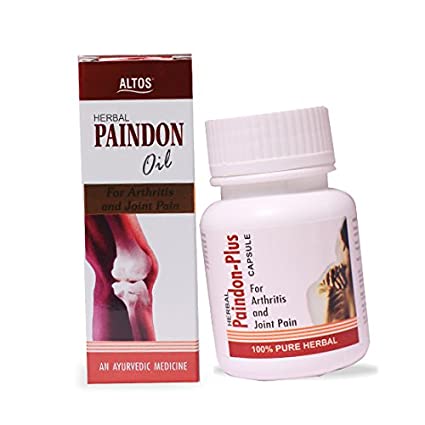 ALTOS®
HERBAL
PAINDON
Oil
For Arthritis
and Joint Pain
AN AYURVEDIC MEDICINE
HERBAL
Paindon-Plus
CAPSULE
For
Arthritis
and
Joint Pain
100% PURE HERBAL